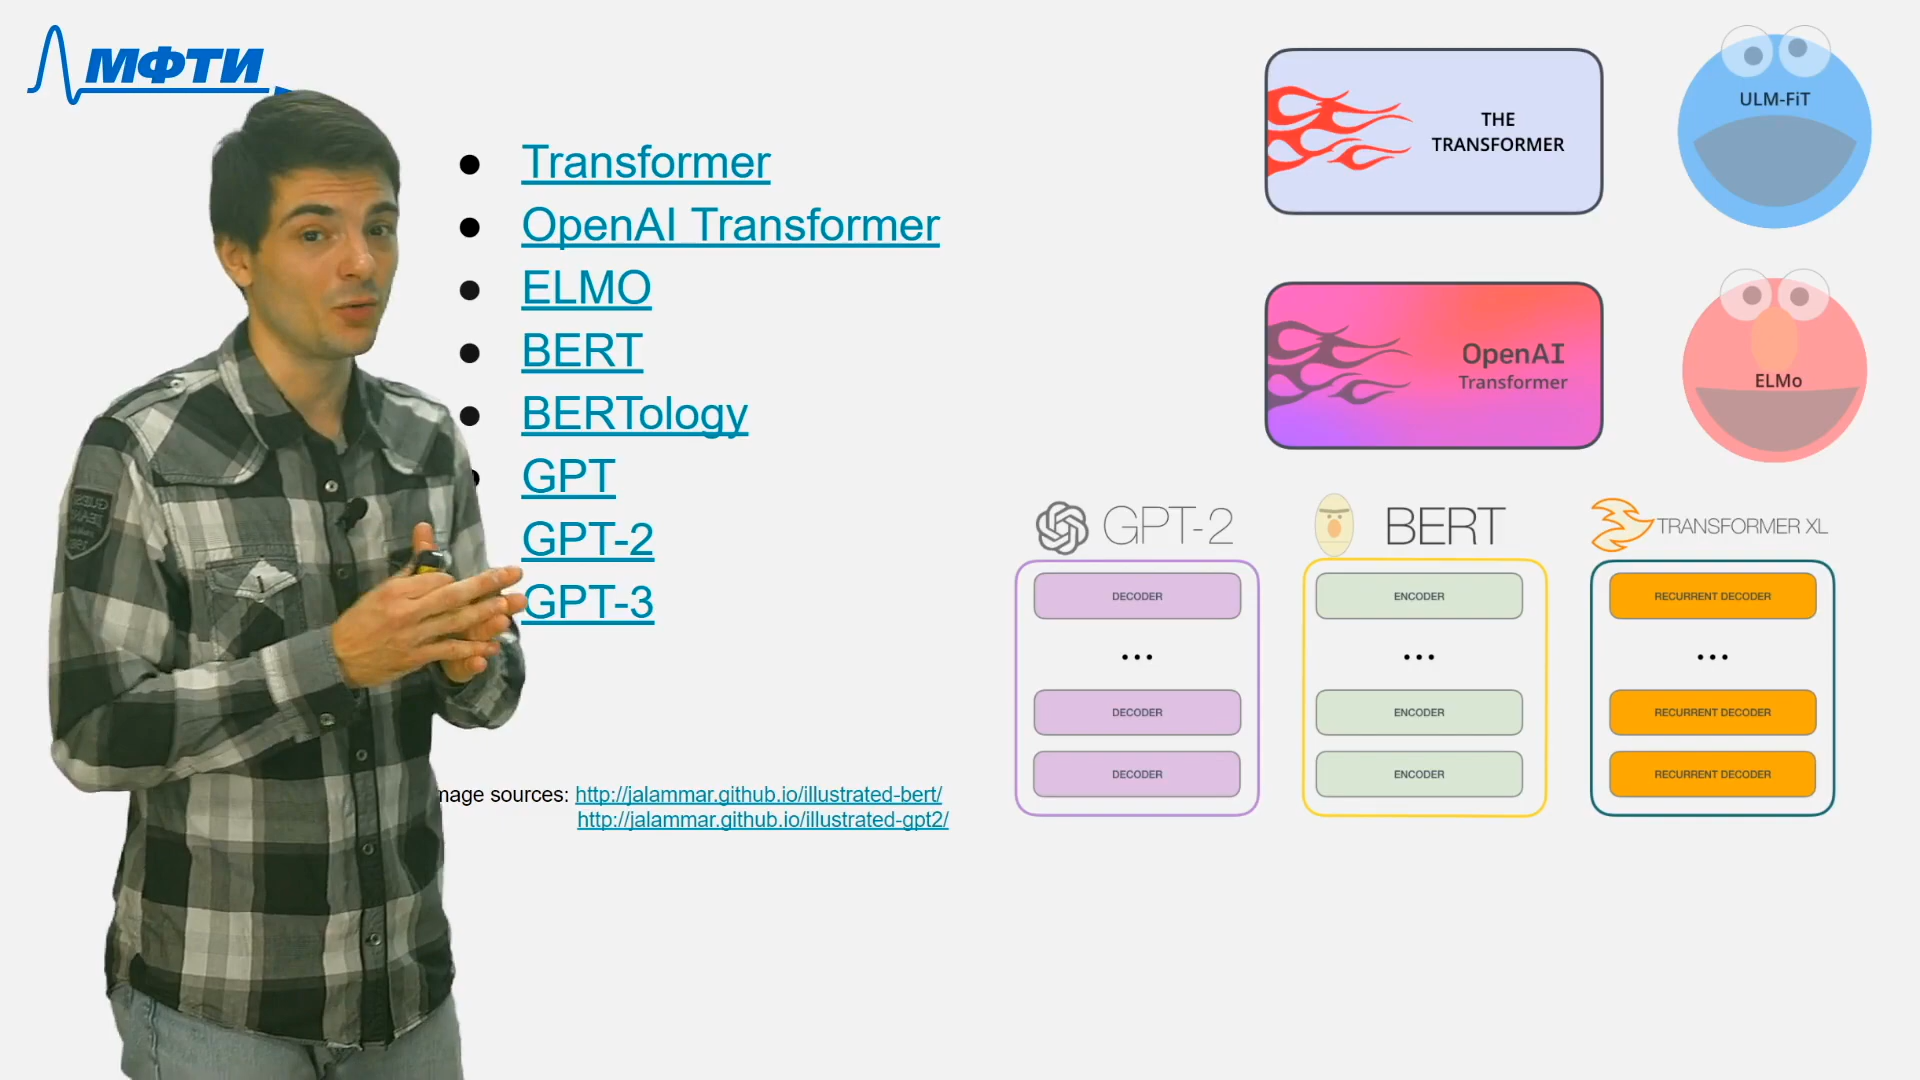 МФТИ
Transformer
OpenAI Transformer
ELMO
BERT
BERTology
GPT
GPT-2
GPT-3
mage sources: http://jalammar.github.io/illustrated-bert/
http://jalammar.github.io/illustrated-gpt2/
THE
TRANSFORMER
ULM-FiT
OpenAI
Transformer
ELMo
GPT-2
DECODER
...
DECODER
DECODER
BERT
ENCODER
...
ENCODER
ENCODER
TRANSFORMER XL
RECURRENT DECODER
...
RECURRENT DECODER
RECURRENT DECODER